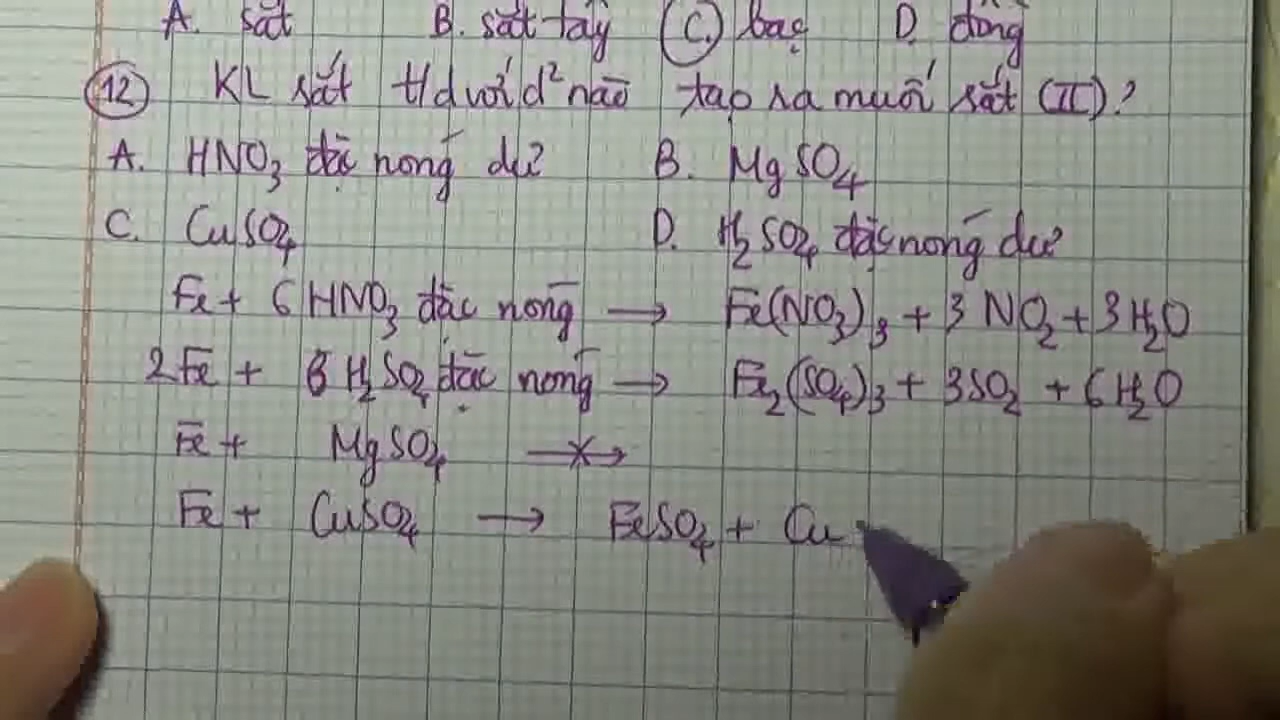 A. sắt B. sắt tây C. bạc D. đồng
12 KL sắt t/d với d² nào tạo ra muối sắt (II)?
A. HNO₃ đặc nóng dư B. MgSO₄
C. CuSO₄ D. H₂SO₄ đặc nóng dư
Fe + 6HNO₃ đặc nóng → Fe(NO₃)₃ + 3NO₂ + 3H₂O
2Fe + 6H₂SO₄ đặc nóng → Fe₂(SO₄)₃ + 3SO₂ + 6H₂O
Fe + MgSO₄ ↛
Fe + CuSO₄ → FeSO₄ + Cu